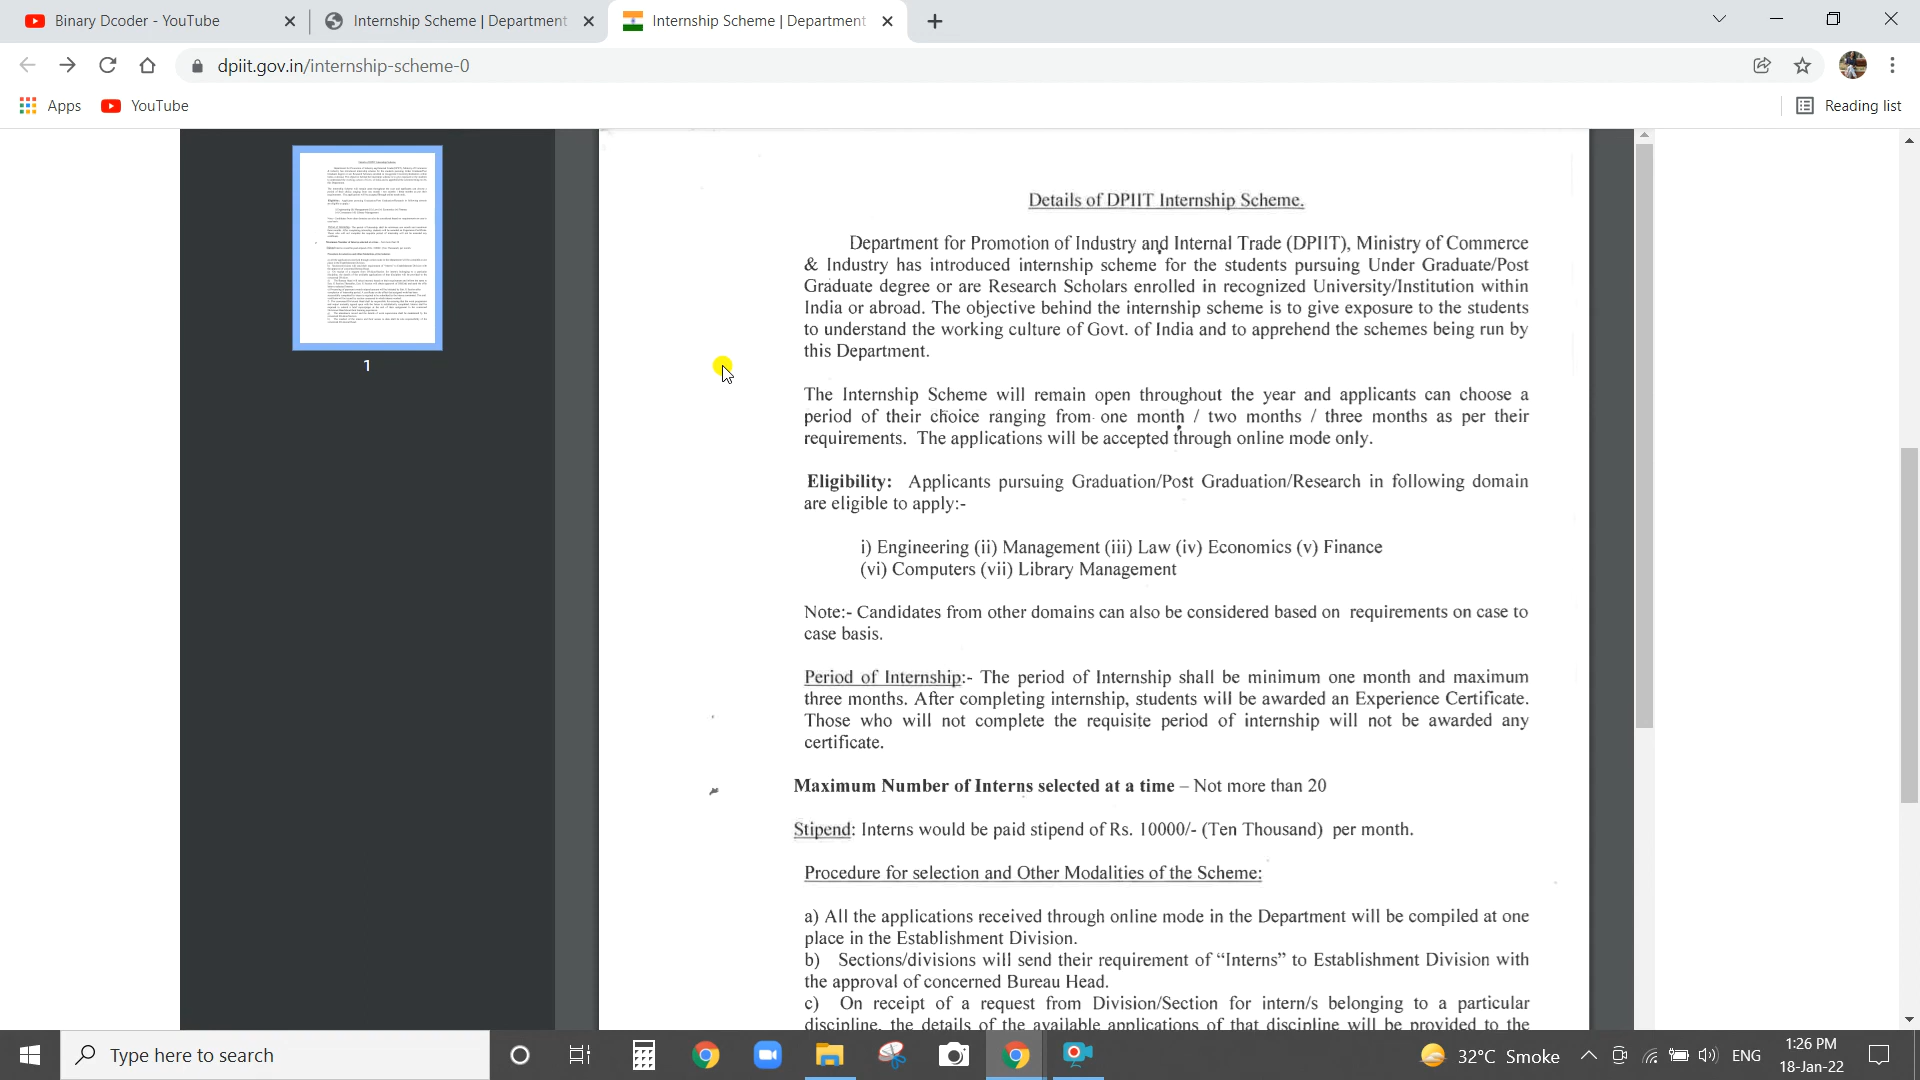 Binary Dcoder - YouTube
Internship Scheme | Department
Internship Scheme | Department
dpiit.gov.in/internship-scheme-0
Apps
YouTube
Reading list
1
Details of DPIIT Internship Scheme.
Department for Promotion of Industry and Internal Trade (DPIIT), Ministry of Commerce
& Industry has introduced internship scheme for the students pursuing Under Graduate/Post
Graduate degree or are Research Scholars enrolled in recognized University/Institution within
India or abroad. The objective behind the internship scheme is to give exposure to the students
to understand the working culture of Govt. of India and to apprehend the schemes being run by
this Department.
The Internship Scheme will remain open throughout the year and applicants can choose a
period of their choice ranging from one month / two months / three months as per their
requirements. The applications will be accepted through online mode only.
Eligibility: Applicants pursuing Graduation/Post Graduation/Research in following domain
are eligible to apply:-
i) Engineering (ii) Management (iii) Law (iv) Economics (v) Finance
(vi) Computers (vii) Library Management
Note:- Candidates from other domains can also be considered based on requirements on case to
case basis.
Period of Internship:- The period of Internship shall be minimum one month and maximum
three months. After completing internship, students will be awarded an Experience Certificate.
Those who will not complete the requisite period of internship will not be awarded any
certificate.
Maximum Number of Interns selected at a time – Not more than 20
Stipend: Interns would be paid stipend of Rs. 10000/- (Ten Thousand) per month.
Procedure for selection and Other Modalities of the Scheme:
a) All the applications received through online mode in the Department will be compiled at one
place in the Establishment Division.
b) Sections/divisions will send their requirement of “Interns” to Establishment Division with
the approval of concerned Bureau Head.
c) On receipt of a request from Division/Section for intern/s belonging to a particular
discipline, the details of the available applications of that discipline will be provided to the
Type here to search
32°C Smoke
ENG
1:26 PM
18-Jan-22